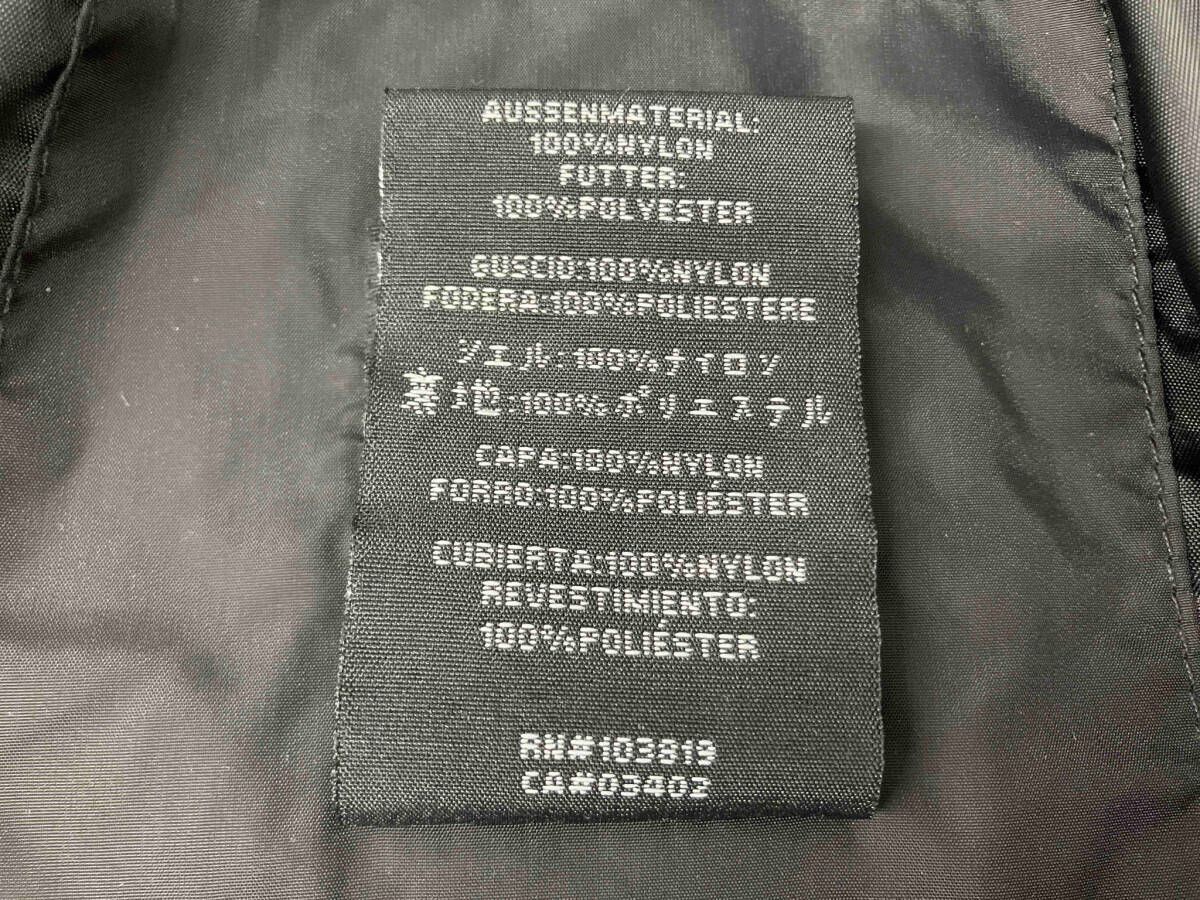 AUSSENMATERIAL:
100%NYLON
FUTTER:
100%POLYESTER
GUSCIO:100%NYLON
FODERA:100%POLIESTERE
シェル:100%ナイロン
裏地:100%ポリエステル
CAPA:100%NYLON
FORRO:100%POLIÉSTER
CUBIERTA:100%NYLON
REVESTIMIENTO:
100%POLIÉSTER
RN#103819
CA#03402